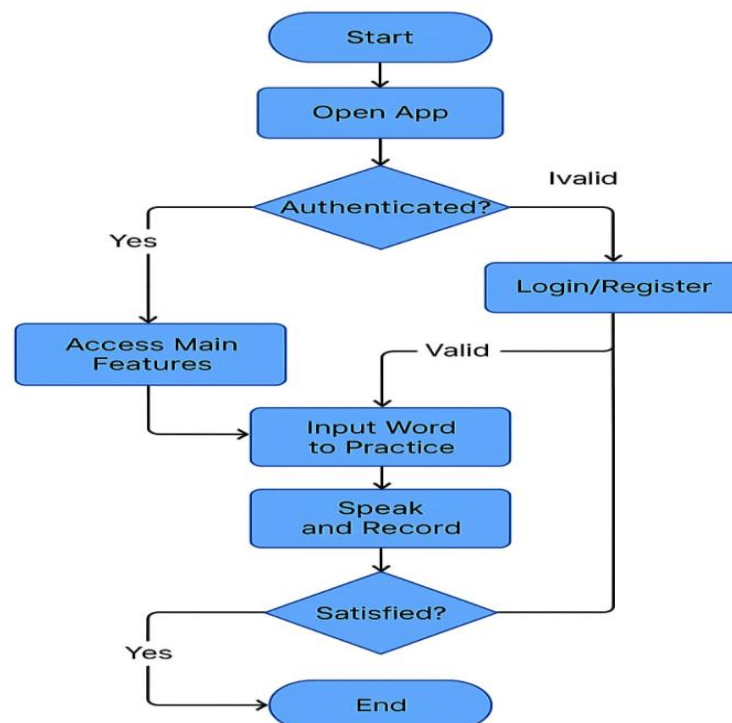 Start
Open App
Authenticated?
Ivalid
Yes
Login/Register
Access Main
Features
Valid
Input Word
to Practice
Speak
and Record
Satisfied?
Yes
End